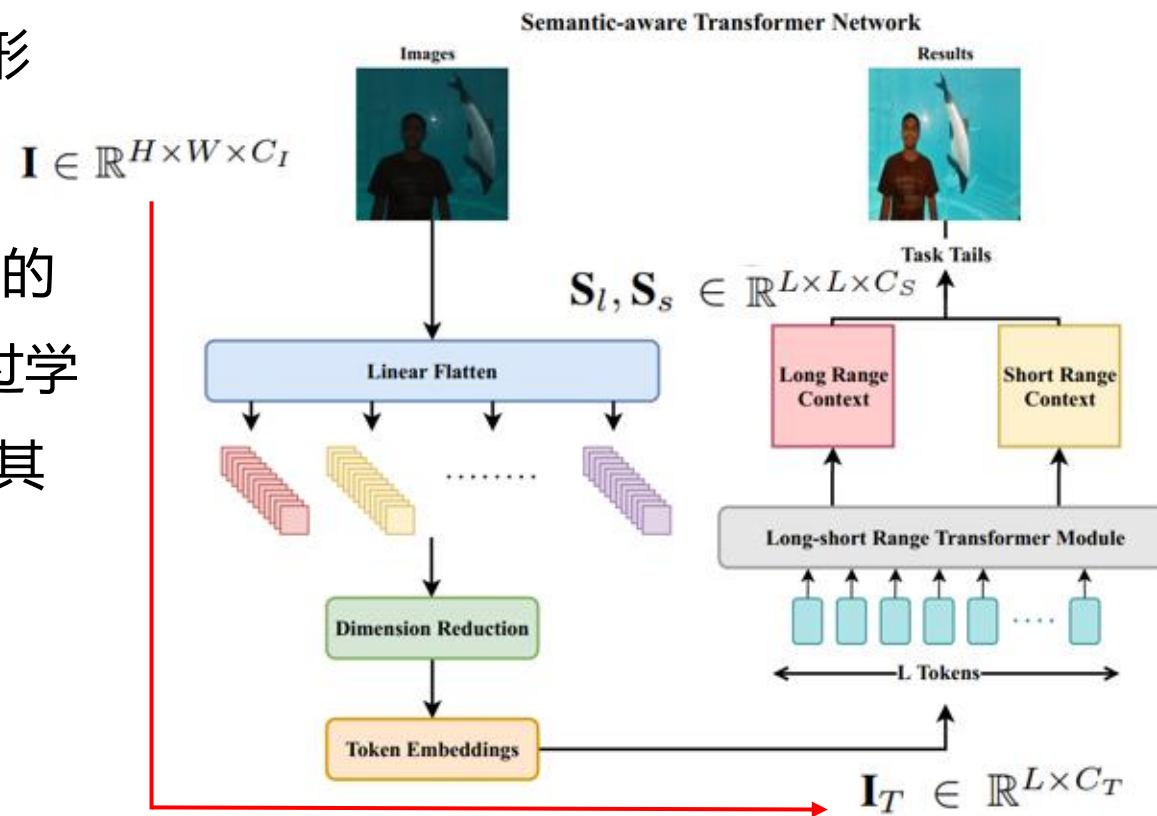 形
的
过学
其
Semantic-aware Transformer Network
Images
Results
I ∈ ℝ^{H×W×C_I}
Task Tails
S_l, S_s ∈ ℝ^{L×L×C_S}
Linear Flatten
Long Range
Context
Short Range
Context
........
Long-short Range Transformer Module
Dimension Reduction
....
L Tokens
Token Embeddings
I_T ∈ ℝ^{L×C_T}